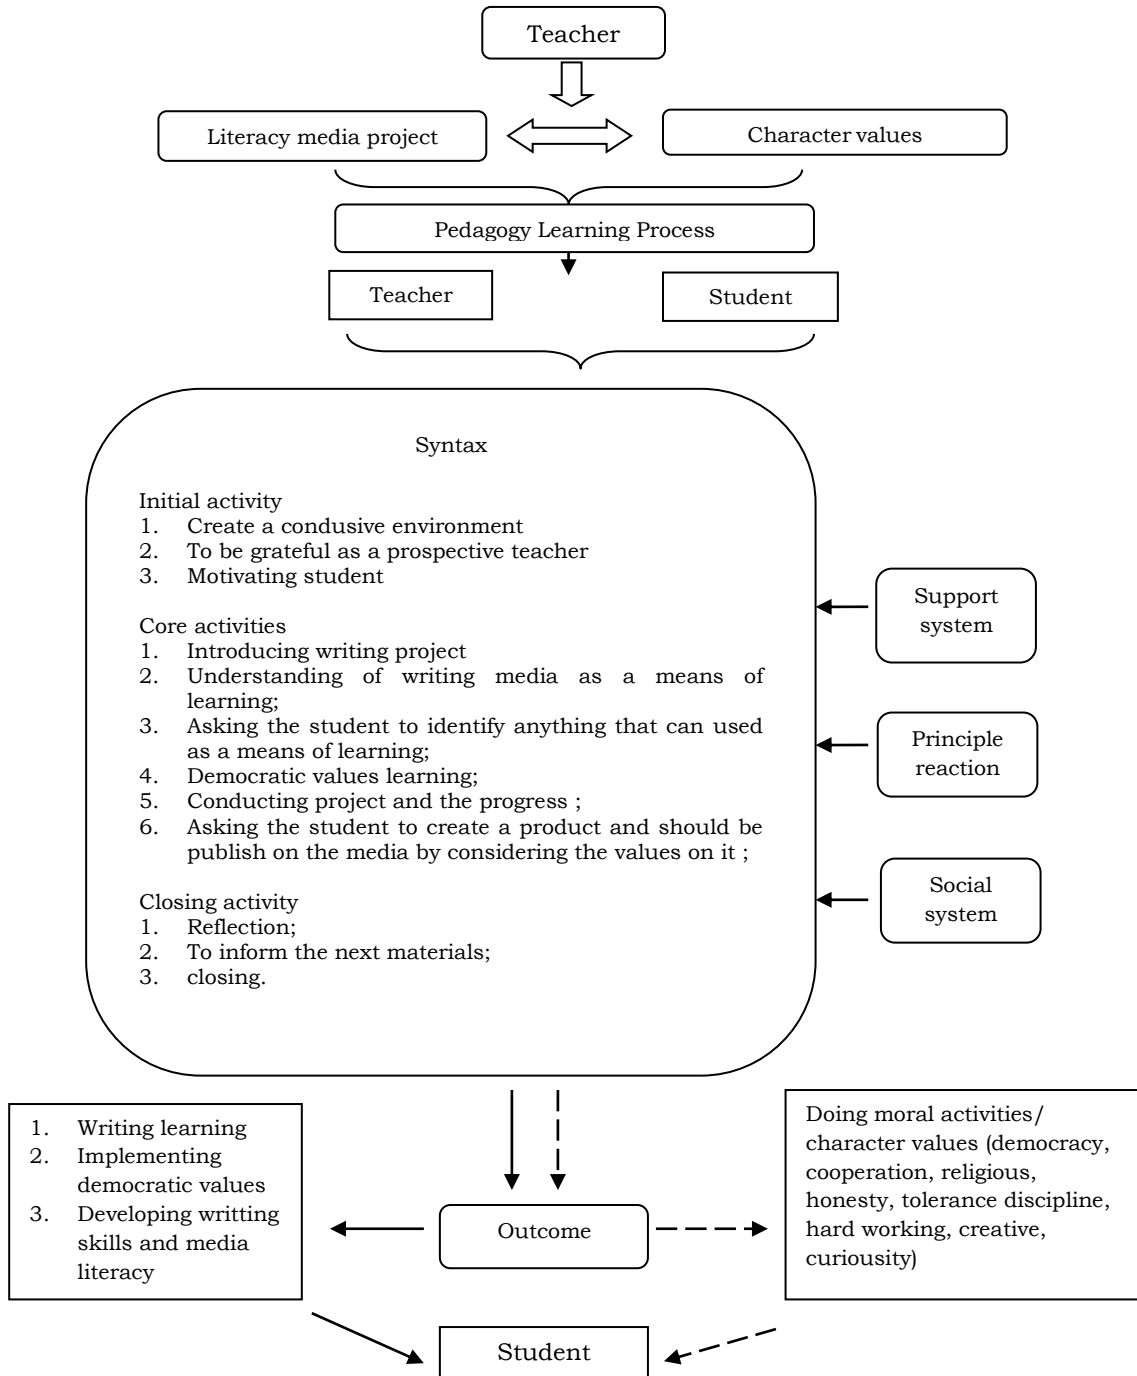 Teacher
Literacy media project
Character values
Pedagogy Learning Process
Teacher
Student
Syntax
Initial activity
1. Create a condusive environment
2. To be grateful as a prospective teacher
3. Motivating student
Core activities
1. Introducing writing project
2. Understanding of writing media as a means of
learning;
3. Asking the student to identify anything that can used
as a means of learning;
4. Democratic values learning;
5. Conducting project and the progress ;
6. Asking the student to create a product and should be
publish on the media by considering the values on it ;
Closing activity
1. Reflection;
2. To inform the next materials;
3. closing.
Support
system
Principle
reaction
Social
system
1. Writing learning
2. Implementing
democratic values
3. Developing writting
skills and media
literacy
Outcome
Doing moral activities/
character values (democracy,
cooperation, religious,
honesty, tolerance discipline,
hard working, creative,
curiousity)
Student